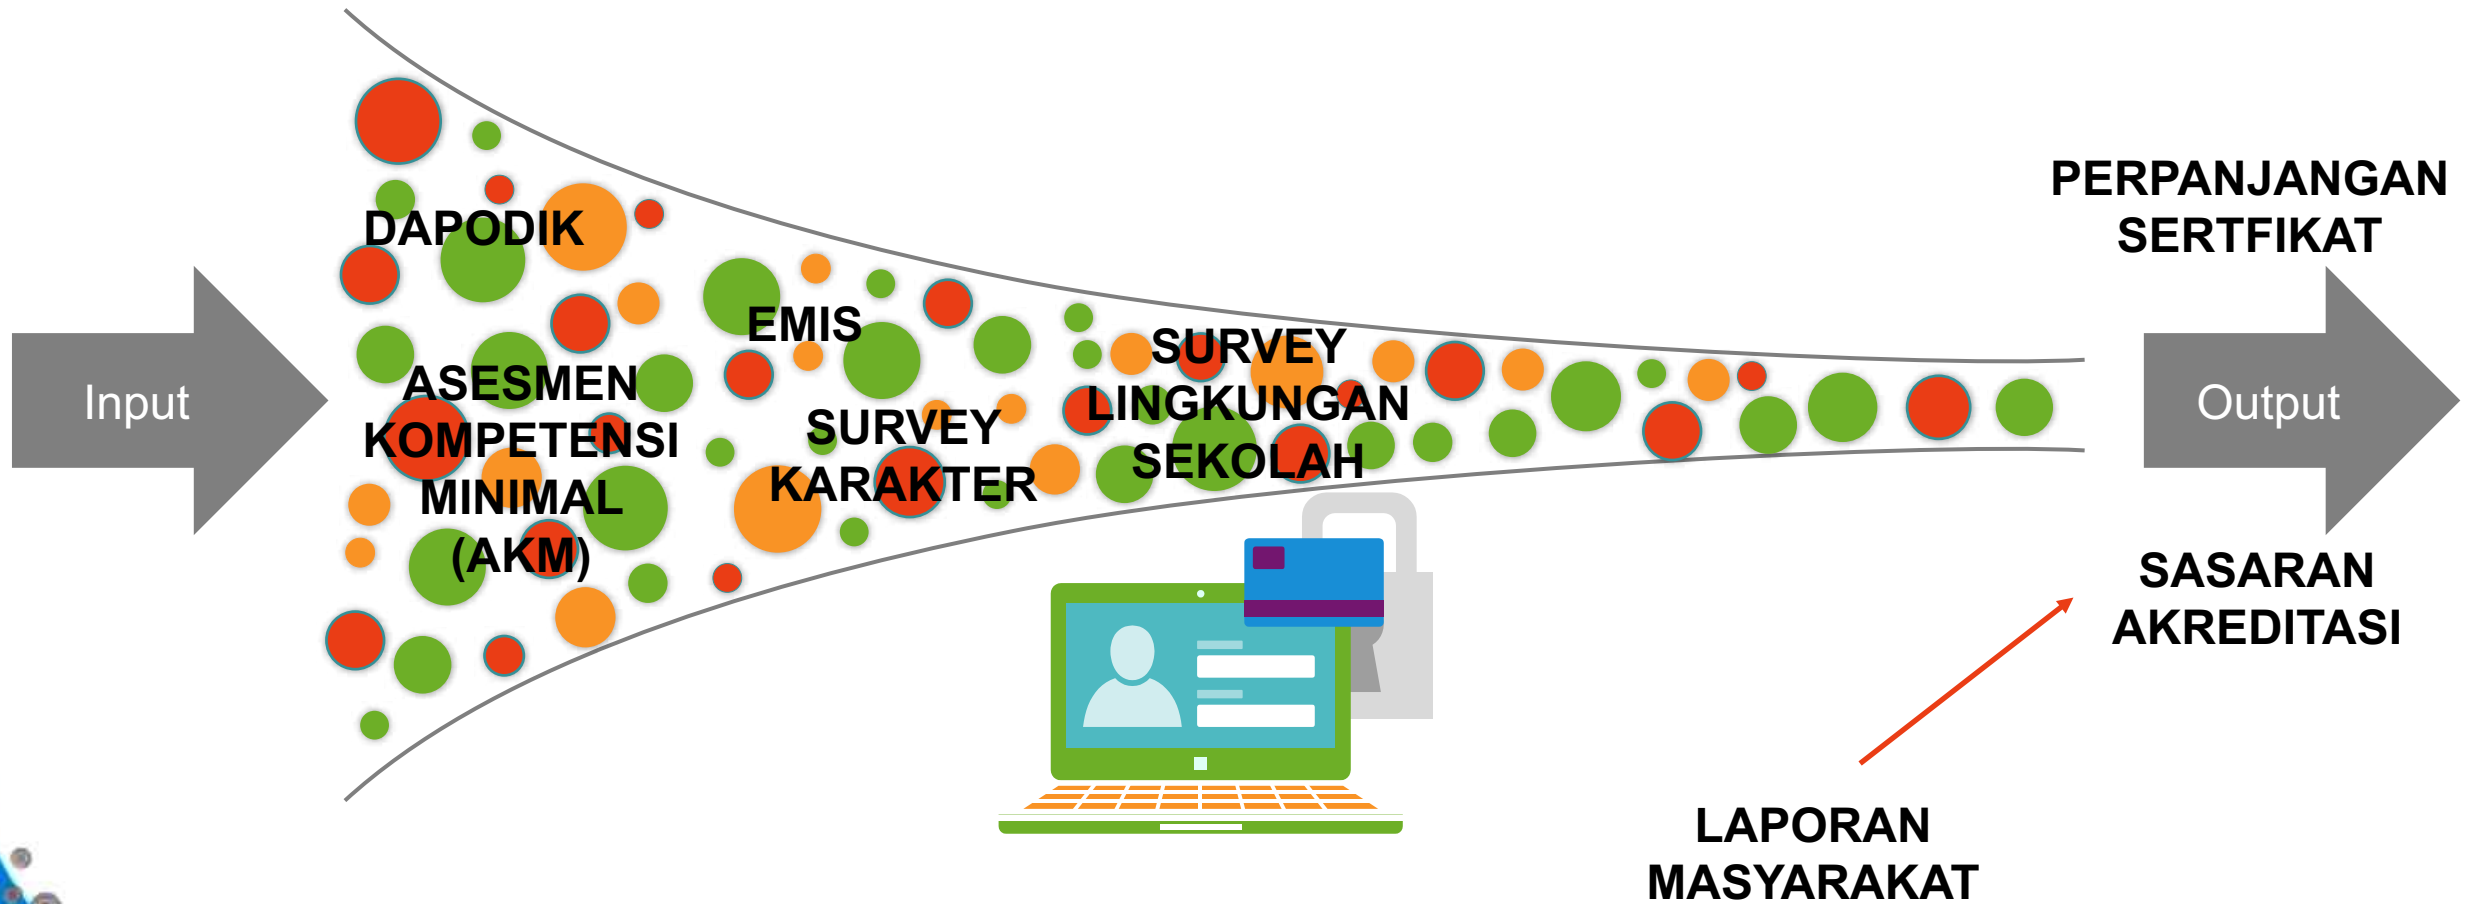 Input
DAPODIK
ASESMEN
KOMPETENSI
MINIMAL
(AKM)
EMIS
SURVEY
KARAKTER
SURVEY
LINGKUNGAN
SEKOLAH
PERPANJANGAN
SERTFIKAT
Output
SASARAN
AKREDITASI
LAPORAN
MASYARAKAT